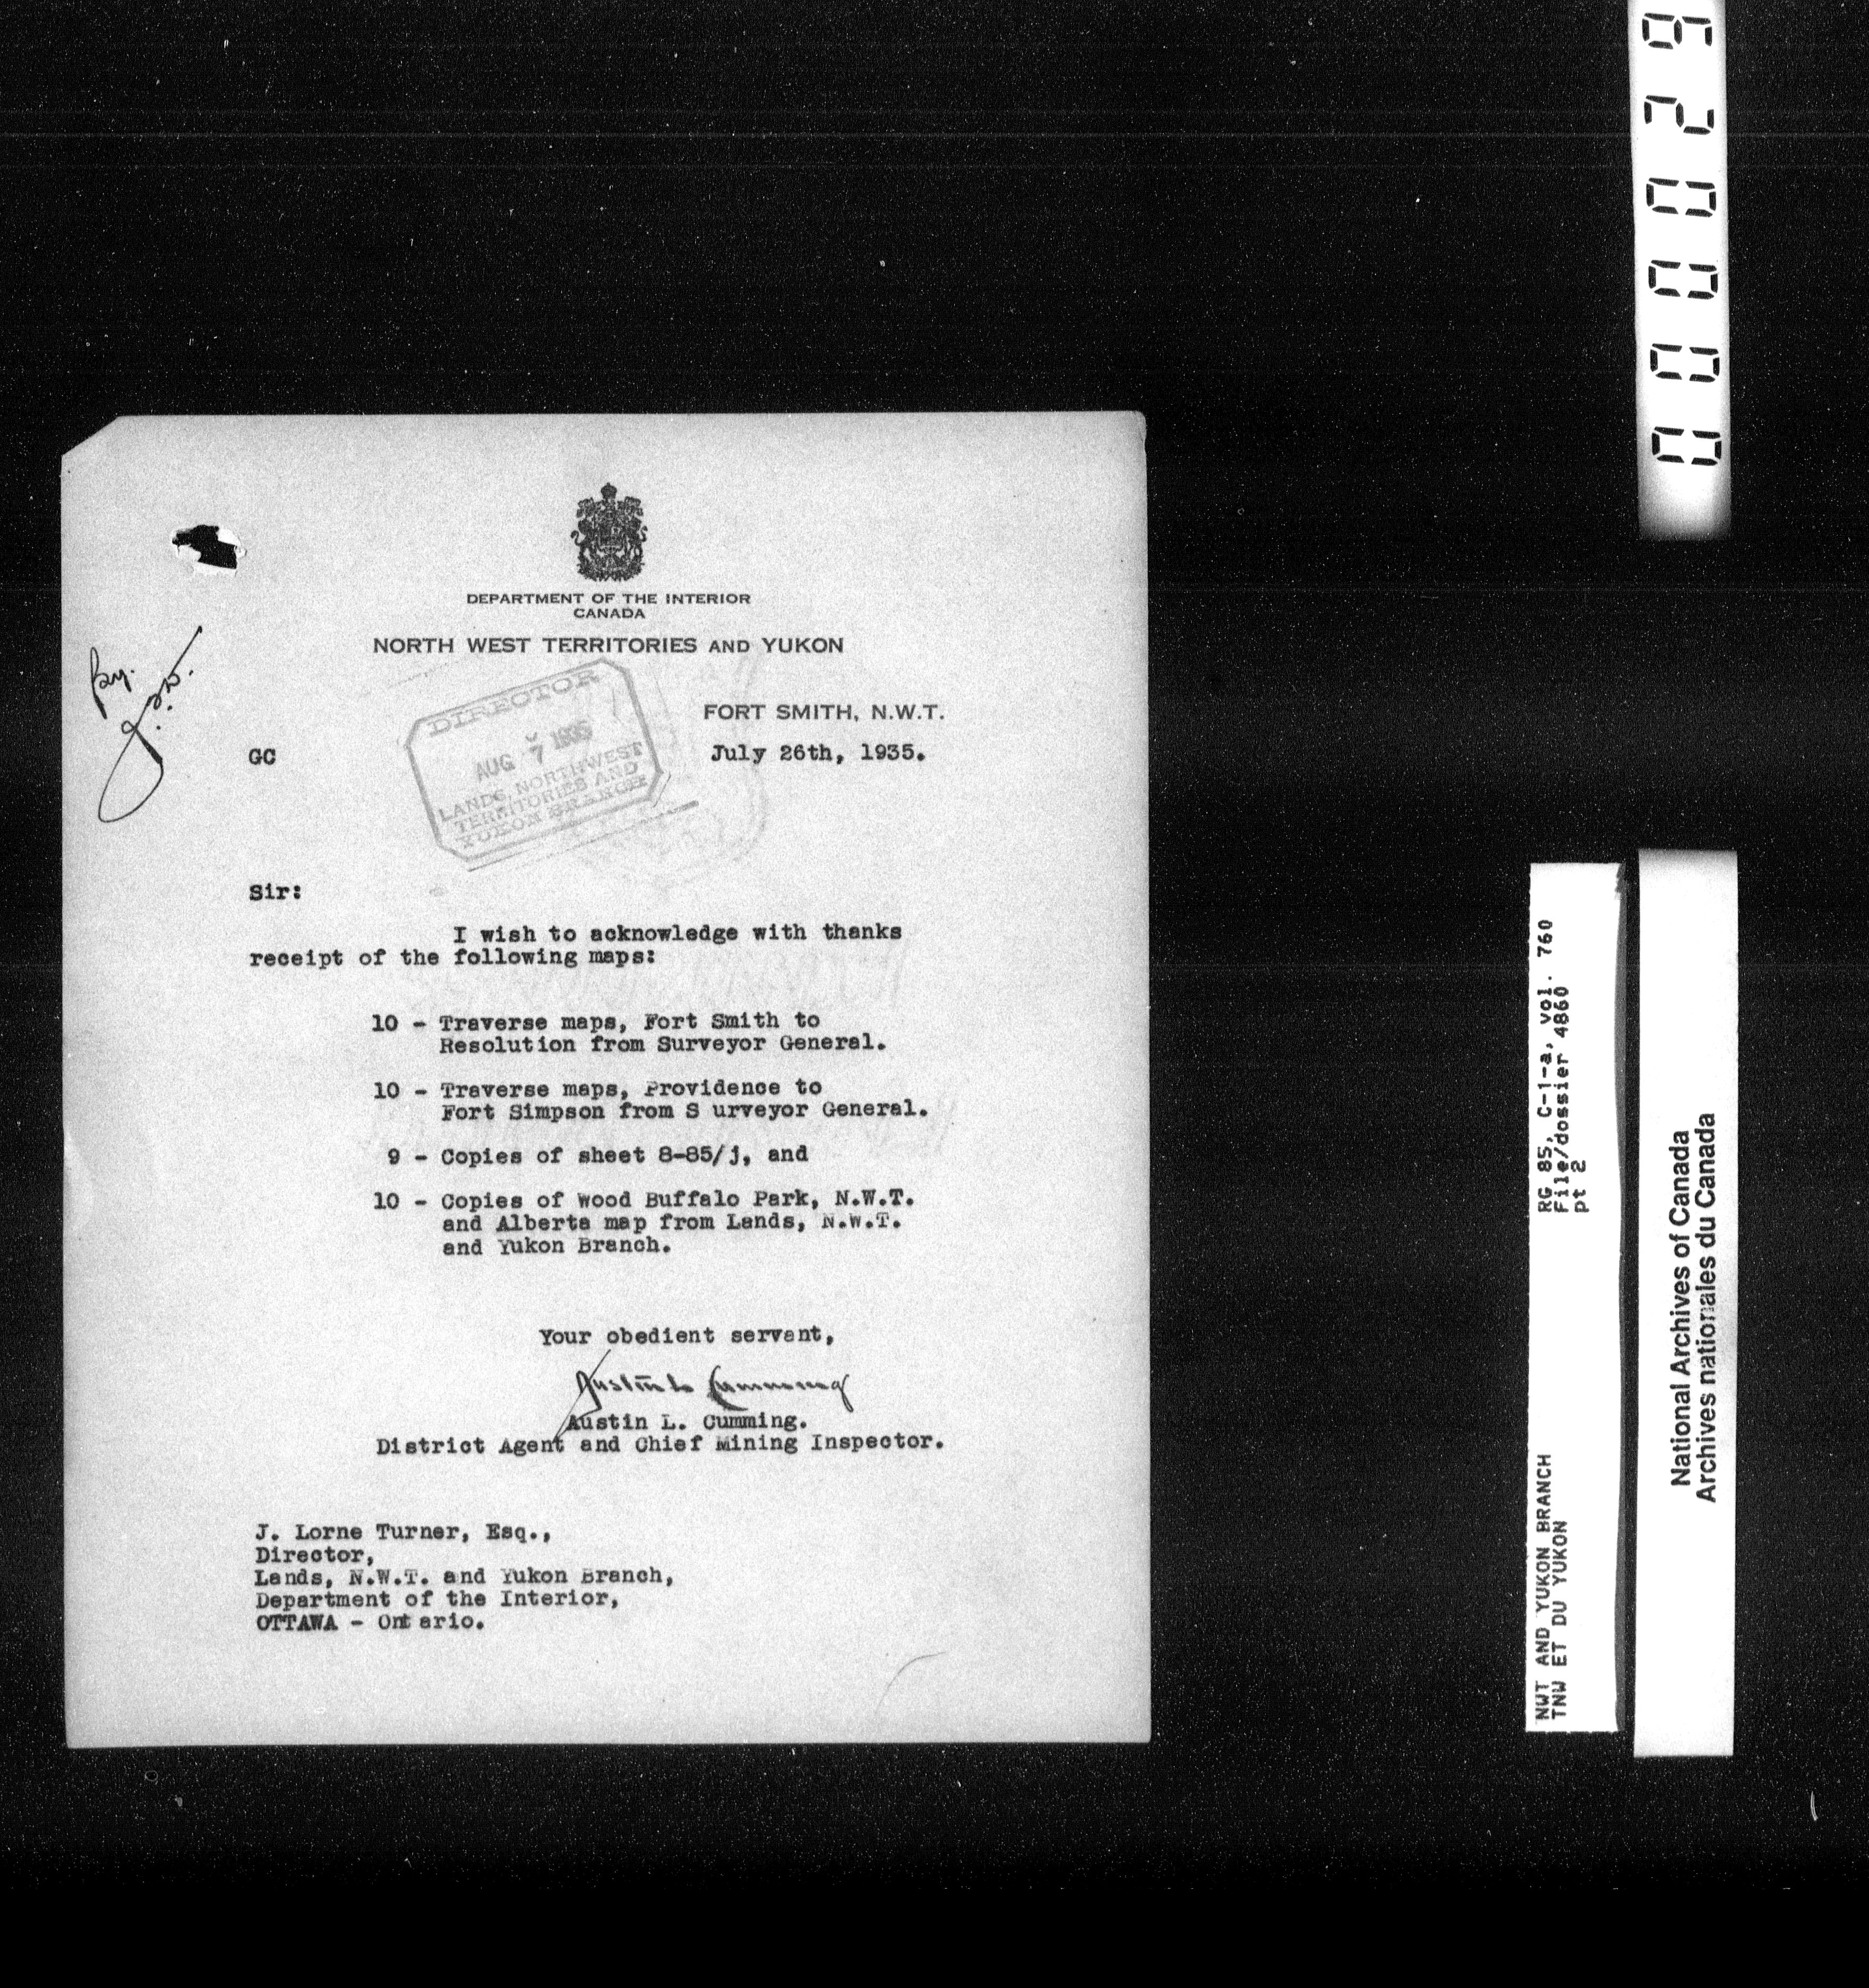 DEPARTMENT OF THE INTERIOR
CANADA
NORTH WEST TERRITORIES AND YUKON
FORT SMITH, N.W.T.
GC
July 26th, 1935.
DIRECTOR
AUG 7 1935
LANDS, NORTHWEST
TERRITORIES AND
YUKON BRANCH
Sir:
I wish to acknowledge with thanks
receipt of the following maps:
10 - Traverse maps, Fort Smith to
Resolution from Surveyor General.
10 - Traverse maps, Providence to
Fort Simpson from S urveyor General.
9 - Copies of sheet 8-85/j, and
10 - Copies of Wood Buffalo Park, N.W.T.
and Alberta map from Lands, N.W.T.
and Yukon Branch.
Your obedient servant,
Austin L Cumming
Austin L. Cumming.
District Agent and Chief Mining Inspector.
J. Lorne Turner, Esq.,
Director,
Lands, N.W.T. and Yukon Branch,
Department of the Interior,
OTTAWA - Ont ario.
000029
RG 85, C-1-a, vol. 760
File/dossier 4860
pt 2
NWT AND YUKON BRANCH
TNW ET DU YUKON
National Archives of Canada
Archives nationales du Canada